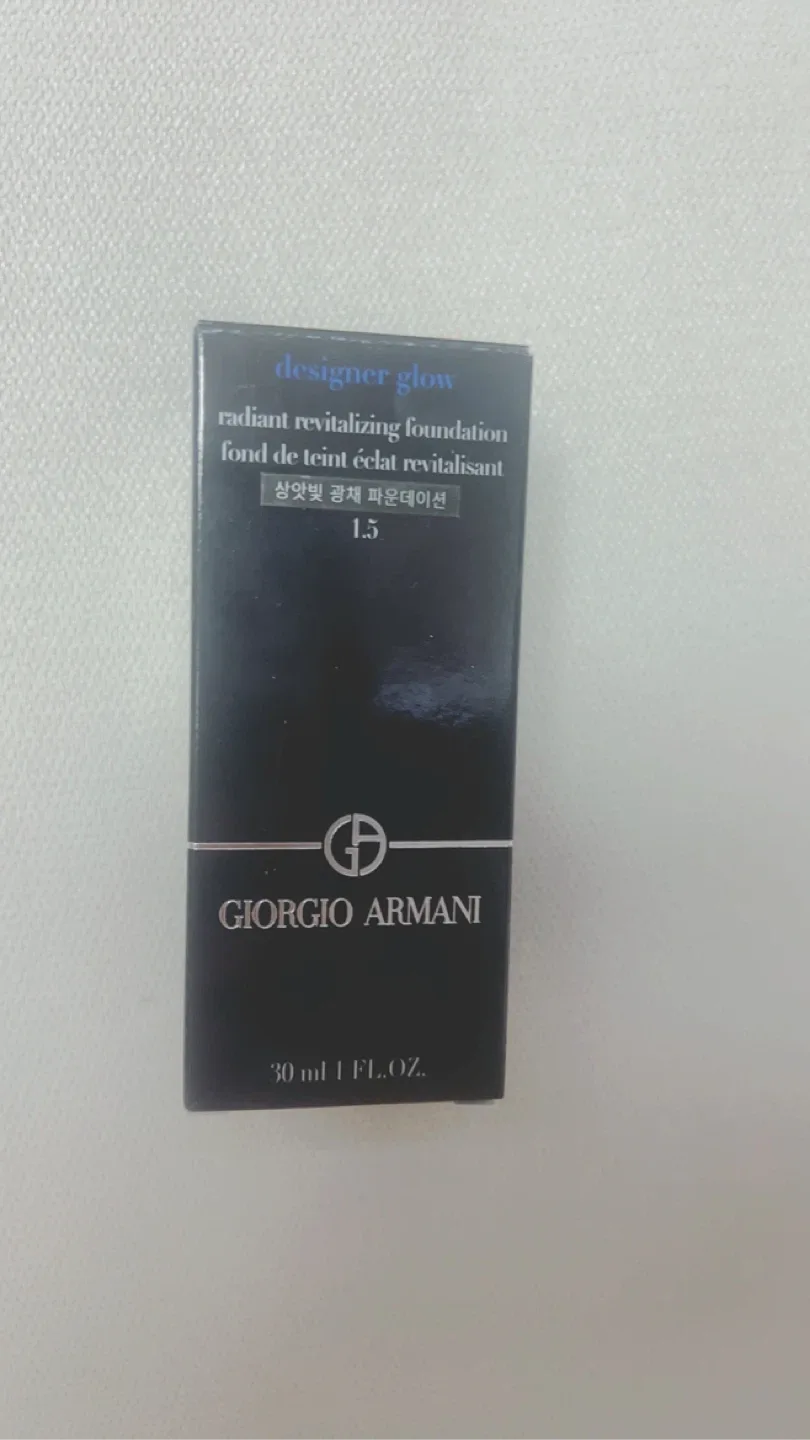 designer glow
radiant revitalizing foundation
fond de teint éclat revitalisant
상앗빛 광채 파운데이션
1.5
GA
GIORGIO ARMANI
30 ml 1 FL.OZ.